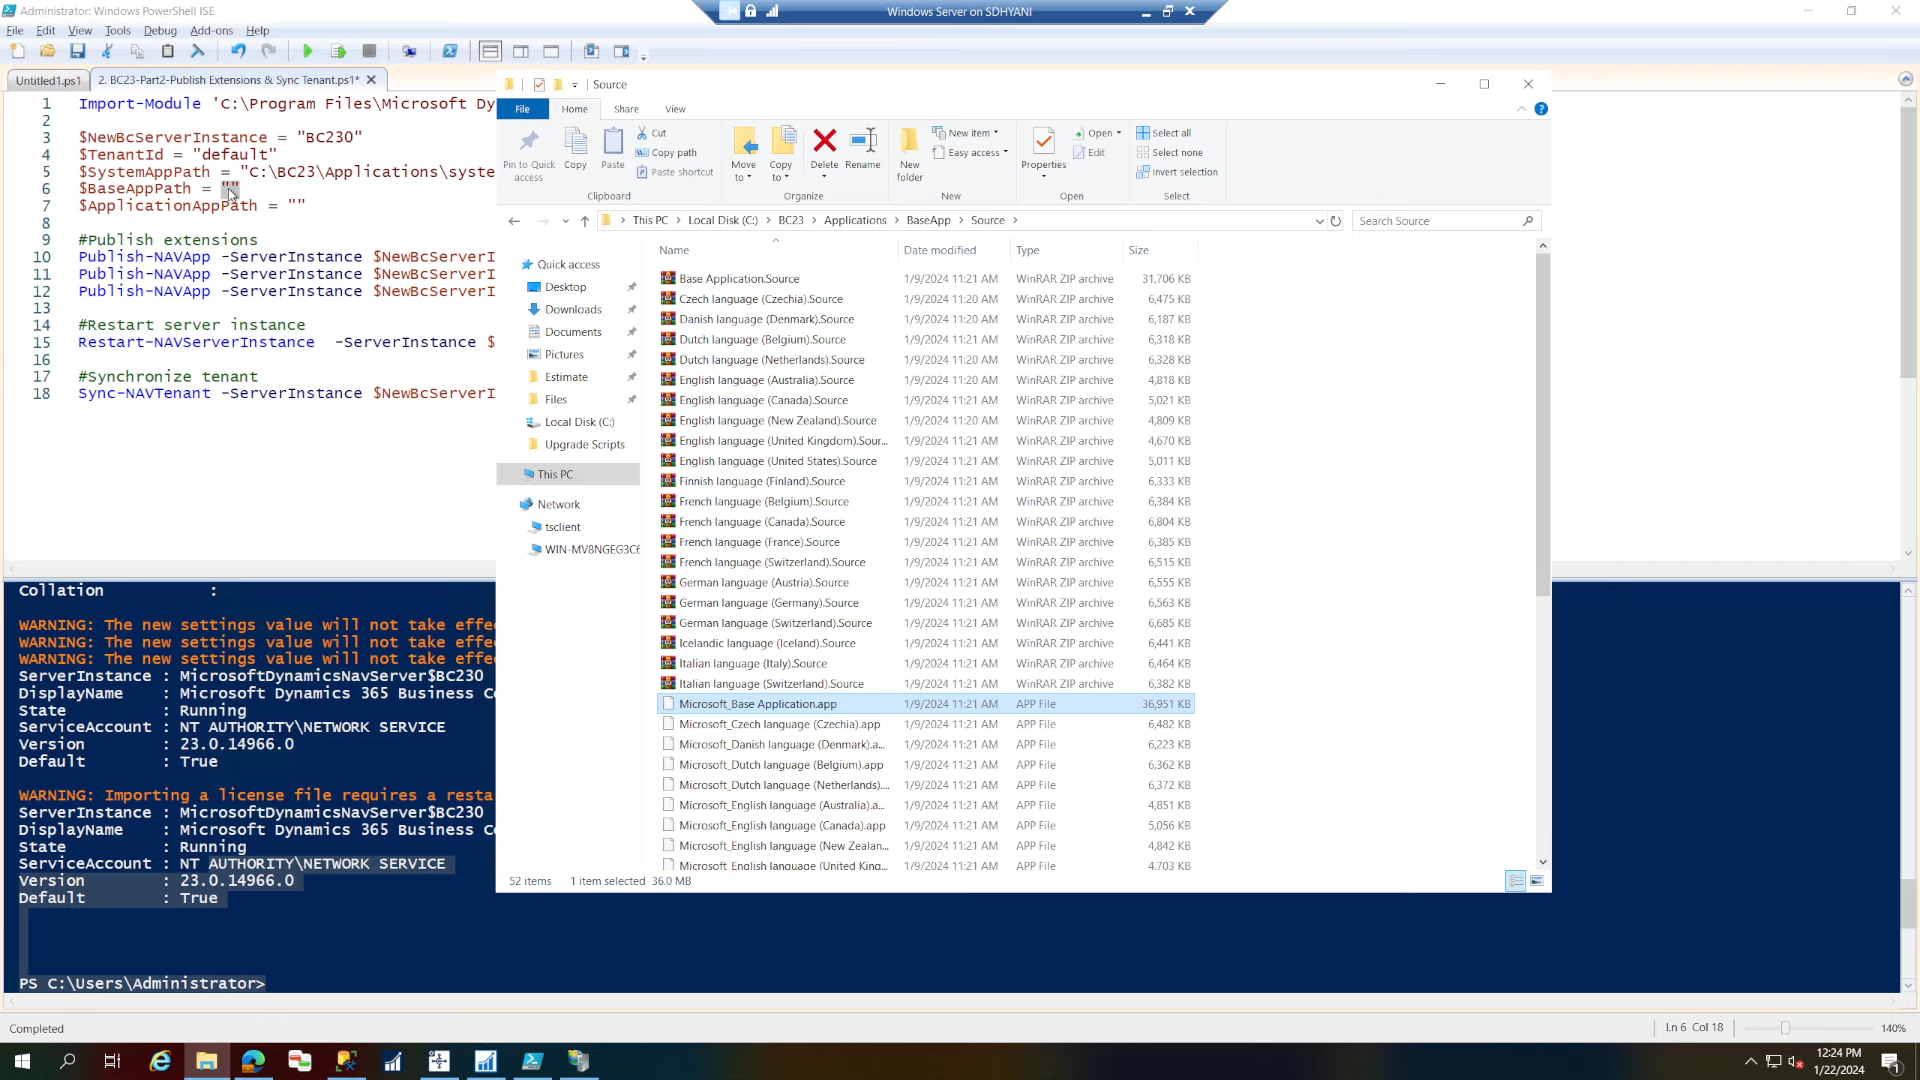 Administrator: Windows PowerShell ISE
Windows Server on SDHYANI
File Edit View Tools Debug Add-ons Help
Untitled1.ps1 2. BC23-Part2-Publish Extensions & Sync Tenant.ps1*
1 Import-Module 'C:\Program Files\Microsoft Dy
2
3 $NewBcServerInstance = "BC230"
4 $TenantId = "default"
5 $SystemAppPath = "C:\BC23\Applications\syste
6 $BaseAppPath = ""
7 $ApplicationAppPath = ""
8
9 #Publish extensions
10 Publish-NAVApp -ServerInstance $NewBcServerI
11 Publish-NAVApp -ServerInstance $NewBcServerI
12 Publish-NAVApp -ServerInstance $NewBcServerI
13
14 #Restart server instance
15 Restart-NAVServerInstance -ServerInstance $
16
17 #Synchronize tenant
18 Sync-NAVTenant -ServerInstance $NewBcServerI
Collation :
WARNING: The new settings value will not take effe
WARNING: The new settings value will not take effe
WARNING: The new settings value will not take effe
ServerInstance : MicrosoftDynamicsNavServer$BC230
DisplayName : Microsoft Dynamics 365 Business C
State : Running
ServiceAccount : NT AUTHORITY\NETWORK SERVICE
Version : 23.0.14966.0
Default : True
WARNING: Importing a license file requires a resta
ServerInstance : MicrosoftDynamicsNavServer$BC230
DisplayName : Microsoft Dynamics 365 Business C
State : Running
ServiceAccount : NT AUTHORITY\NETWORK SERVICE
Version : 23.0.14966.0
Default : True
PS C:\Users\Administrator>
Completed
Ln 6 Col 18
140%
Source
File Home Share View
Pin to Quick access
Copy
Paste
Cut
Copy path
Paste shortcut
Clipboard
Move to
Copy to
Delete
Rename
Organize
New folder
New item
Easy access
New
Properties
Open
Edit
Open
Select all
Select none
Invert selection
Select
This PC > Local Disk (C:) > BC23 > Applications > BaseApp > Source >
Search Source
Quick access
Desktop
Downloads
Documents
Pictures
Estimate
Files
Local Disk (C:)
Upgrade Scripts
This PC
Network
tsclient
WIN-MV8NGEG3C6
Name Date modified Type Size
Base Application.Source 1/9/2024 11:21 AM WinRAR ZIP archive 31,706 KB
Czech language (Czechia).Source 1/9/2024 11:20 AM WinRAR ZIP archive 6,475 KB
Danish language (Denmark).Source 1/9/2024 11:20 AM WinRAR ZIP archive 6,187 KB
Dutch language (Belgium).Source 1/9/2024 11:20 AM WinRAR ZIP archive 6,318 KB
Dutch language (Netherlands).Source 1/9/2024 11:20 AM WinRAR ZIP archive 6,328 KB
English language (Australia).Source 1/9/2024 11:20 AM WinRAR ZIP archive 4,818 KB
English language (Canada).Source 1/9/2024 11:20 AM WinRAR ZIP archive 5,021 KB
English language (New Zealand).Source 1/9/2024 11:20 AM WinRAR ZIP archive 4,809 KB
English language (United Kingdom).Sour... 1/9/2024 11:21 AM WinRAR ZIP archive 4,670 KB
English language (United States).Source 1/9/2024 11:21 AM WinRAR ZIP archive 5,011 KB
Finnish language (Finland).Source 1/9/2024 11:21 AM WinRAR ZIP archive 6,333 KB
French language (Belgium).Source 1/9/2024 11:21 AM WinRAR ZIP archive 6,384 KB
French language (Canada).Source 1/9/2024 11:21 AM WinRAR ZIP archive 6,804 KB
French language (France).Source 1/9/2024 11:21 AM WinRAR ZIP archive 6,385 KB
French language (Switzerland).Source 1/9/2024 11:21 AM WinRAR ZIP archive 6,515 KB
German language (Austria).Source 1/9/2024 11:21 AM WinRAR ZIP archive 6,555 KB
German language (Germany).Source 1/9/2024 11:21 AM WinRAR ZIP archive 6,563 KB
German language (Switzerland).Source 1/9/2024 11:21 AM WinRAR ZIP archive 6,685 KB
Icelandic language (Iceland).Source 1/9/2024 11:21 AM WinRAR ZIP archive 6,441 KB
Italian language (Italy).Source 1/9/2024 11:21 AM WinRAR ZIP archive 6,464 KB
Italian language (Switzerland).Source 1/9/2024 11:21 AM WinRAR ZIP archive 6,382 KB
Microsoft_Base Application.app 1/9/2024 11:21 AM APP File 36,951 KB
Microsoft_Czech language (Czechia).app 1/9/2024 11:21 AM APP File 6,482 KB
Microsoft_Danish language (Denmark).a... 1/9/2024 11:21 AM APP File 6,223 KB
Microsoft_Dutch language (Belgium).app 1/9/2024 11:21 AM APP File 6,362 KB
Microsoft_Dutch language (Netherlands).... 1/9/2024 11:21 AM APP File 6,372 KB
Microsoft_English language (Australia).a... 1/9/2024 11:21 AM APP File 4,851 KB
Microsoft_English language (Canada).app 1/9/2024 11:21 AM APP File 5,056 KB
Microsoft_English language (New Zealan... 1/9/2024 11:21 AM APP File 4,842 KB
Microsoft_English language (United King... 1/9/2024 11:21 AM APP File 4,703 KB
52 items 1 item selected 36.0 MB
12:24 PM
1/22/2024
1